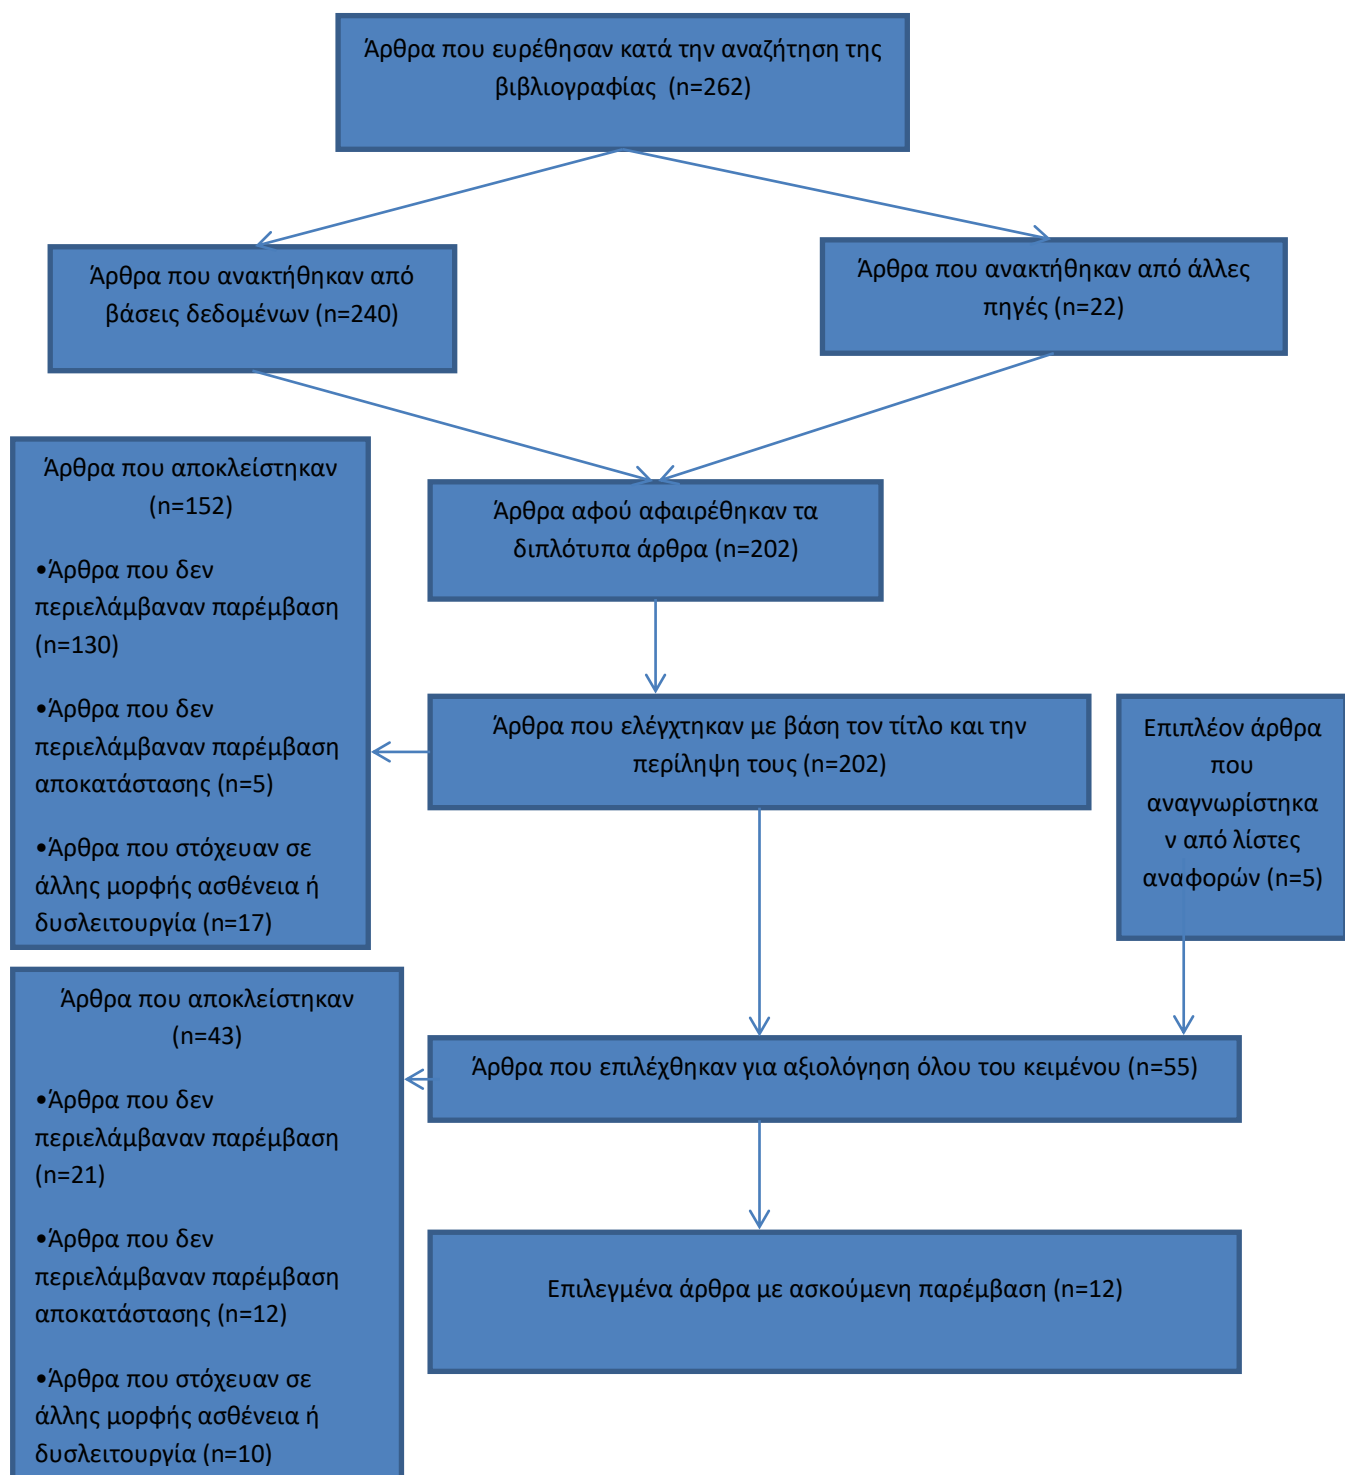 Άρθρα που ευρέθησαν κατά την αναζήτηση της
βιβλιογραφίας (n=262)
Άρθρα που ανακτήθηκαν από
βάσεις δεδομένων (n=240)
Άρθρα που ανακτήθηκαν από άλλες
πηγές (n=22)
Άρθρα που αποκλείστηκαν
(n=152)
•Άρθρα που δεν
περιελάμβαναν παρέμβαση
(n=130)
•Άρθρα που δεν
περιελάμβαναν παρέμβαση
αποκατάστασης (n=5)
•Άρθρα που στόχευαν σε
άλλης μορφής ασθένεια ή
δυσλειτουργία (n=17)
Άρθρα αφού αφαιρέθηκαν τα
διπλότυπα άρθρα (n=202)
Άρθρα που ελέγχτηκαν με βάση τον τίτλο και την
περίληψη τους (n=202)
Επιπλέον άρθρα
που
αναγνωρίστηκα
ν από λίστες
αναφορών (n=5)
Άρθρα που αποκλείστηκαν
(n=43)
•Άρθρα που δεν
περιελάμβαναν παρέμβαση
(n=21)
•Άρθρα που δεν
περιελάμβαναν παρέμβαση
αποκατάστασης (n=12)
•Άρθρα που στόχευαν σε
άλλης μορφής ασθένεια ή
δυσλειτουργία (n=10)
Άρθρα που επιλέχθηκαν για αξιολόγηση όλου του κειμένου (n=55)
Επιλεγμένα άρθρα με ασκούμενη παρέμβαση (n=12)